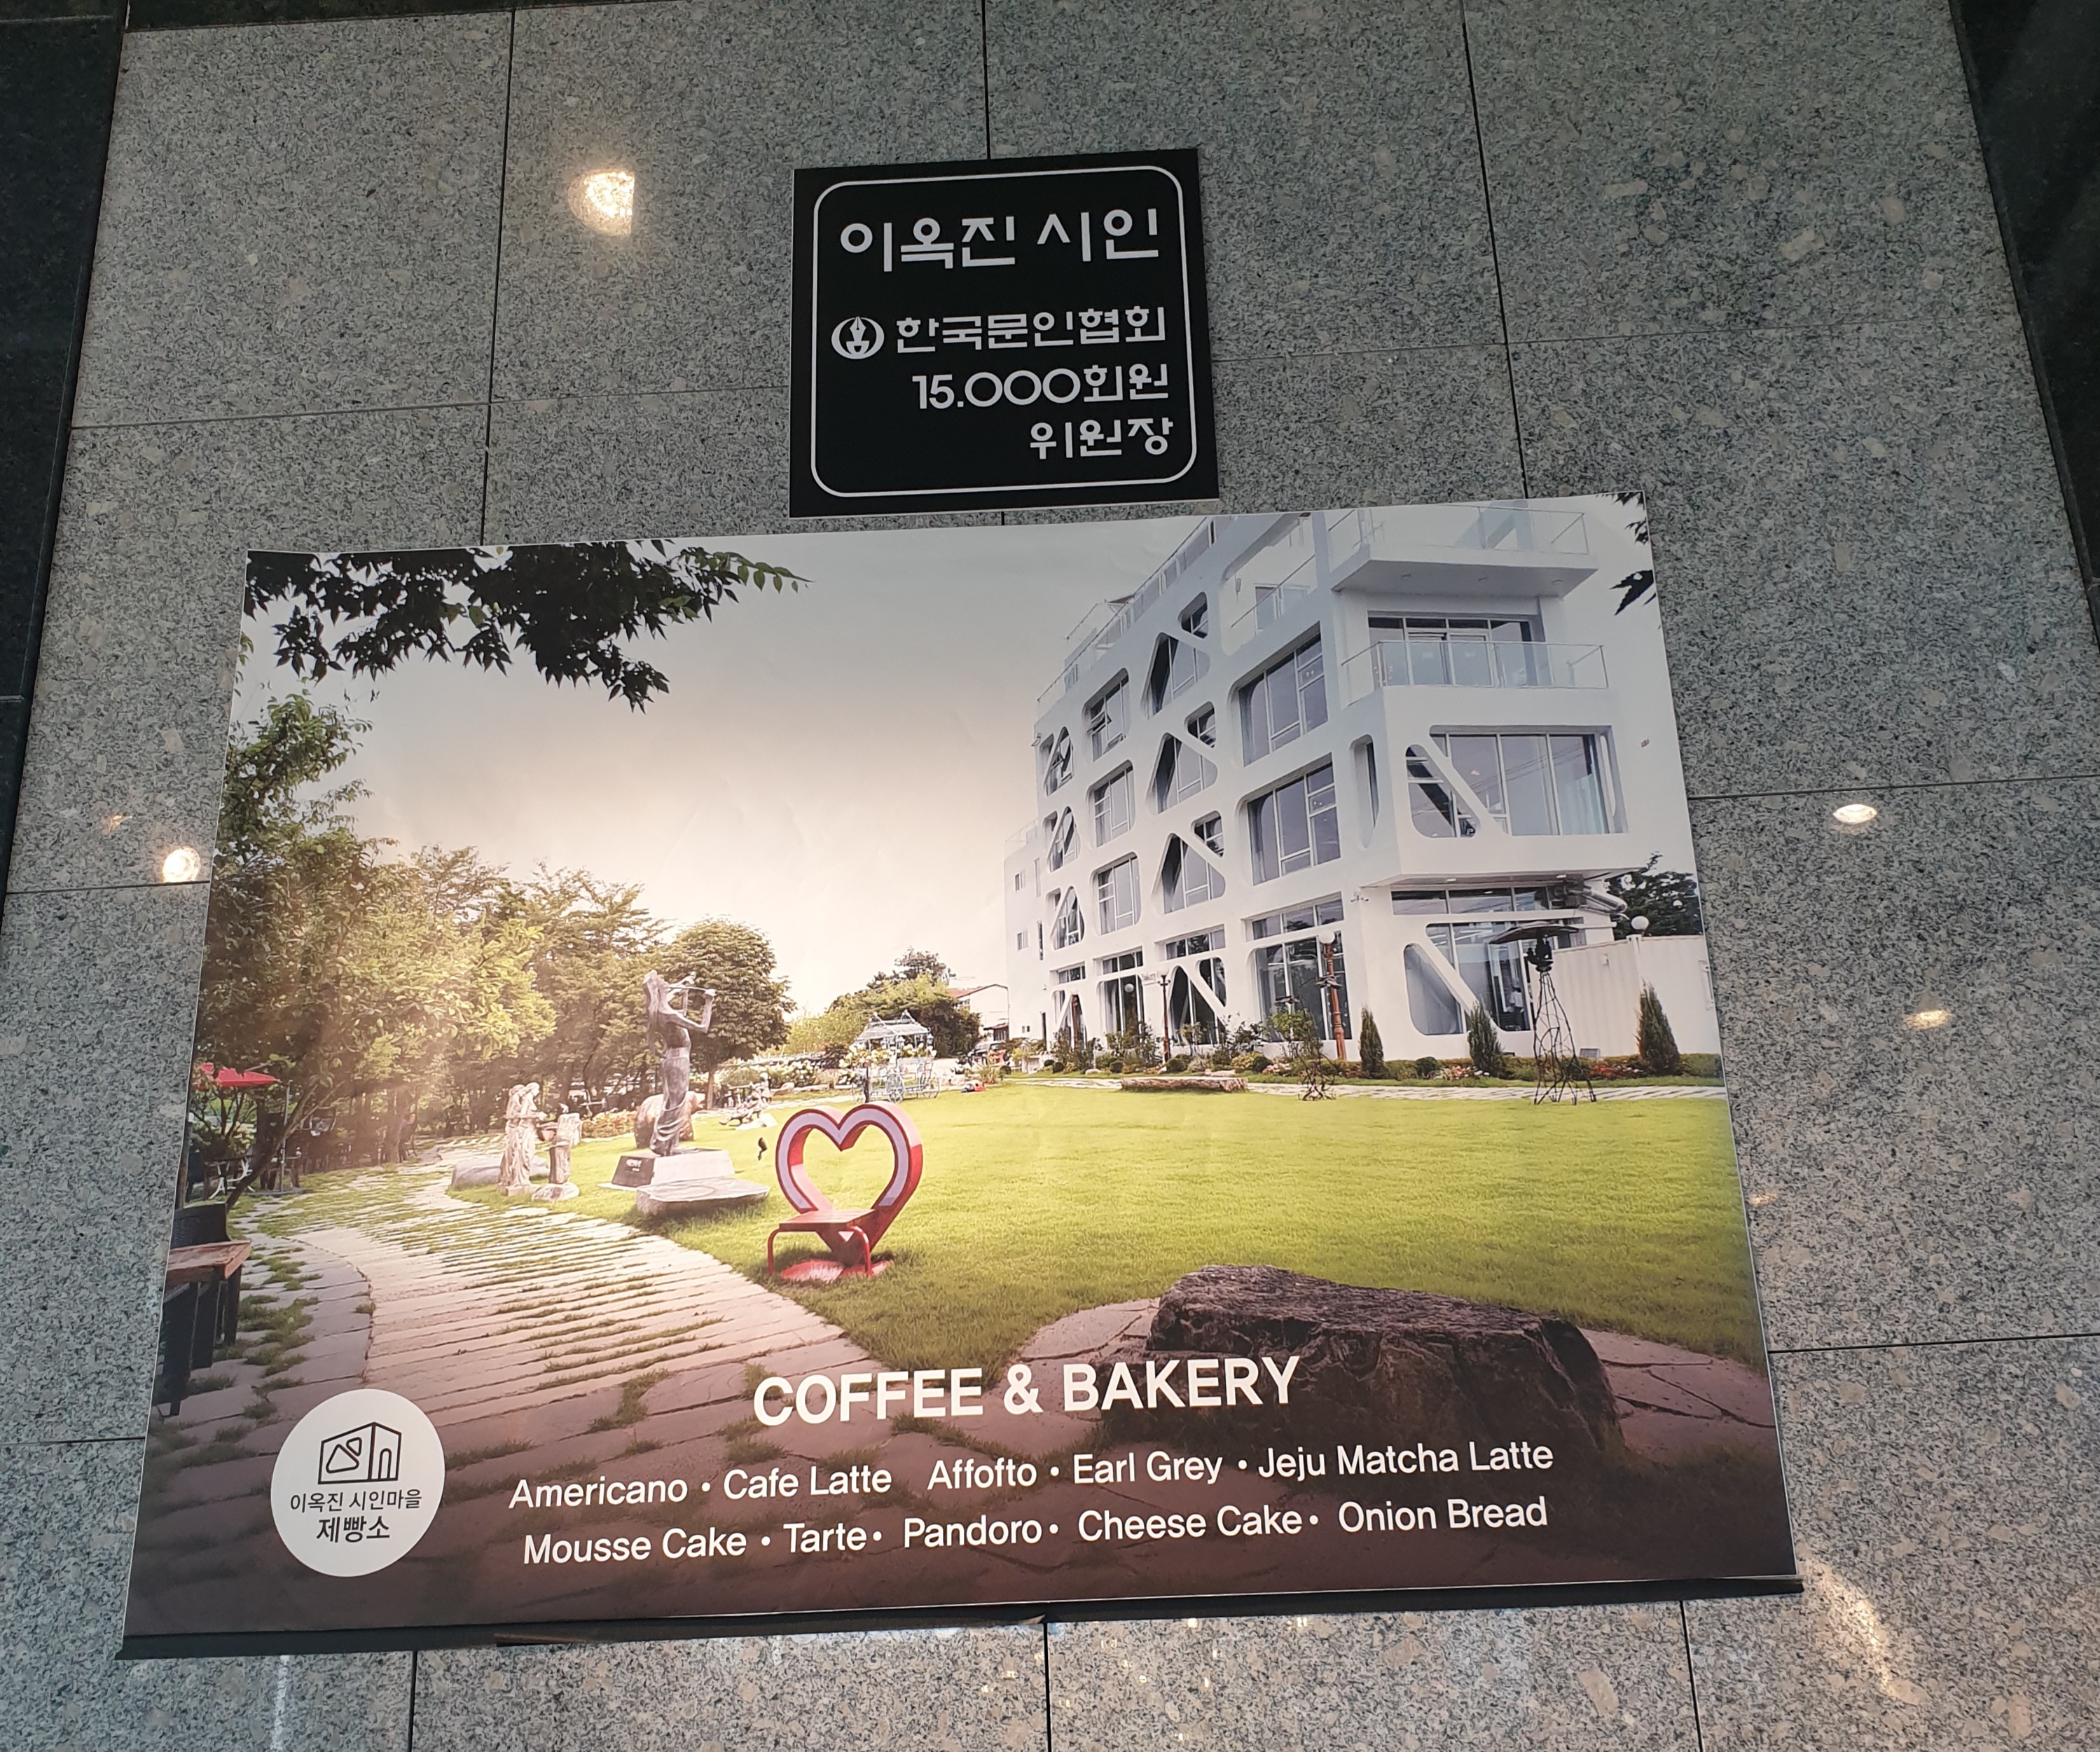 이옥진 시인
한국문인협회
15.000회원
위원장
COFFEE & BAKERY
Americano • Cafe Latte Affofto • Earl Grey • Jeju Matcha Latte
Mousse Cake • Tarte • Pandoro • Cheese Cake • Onion Bread
이옥진 시인마을
제빵소